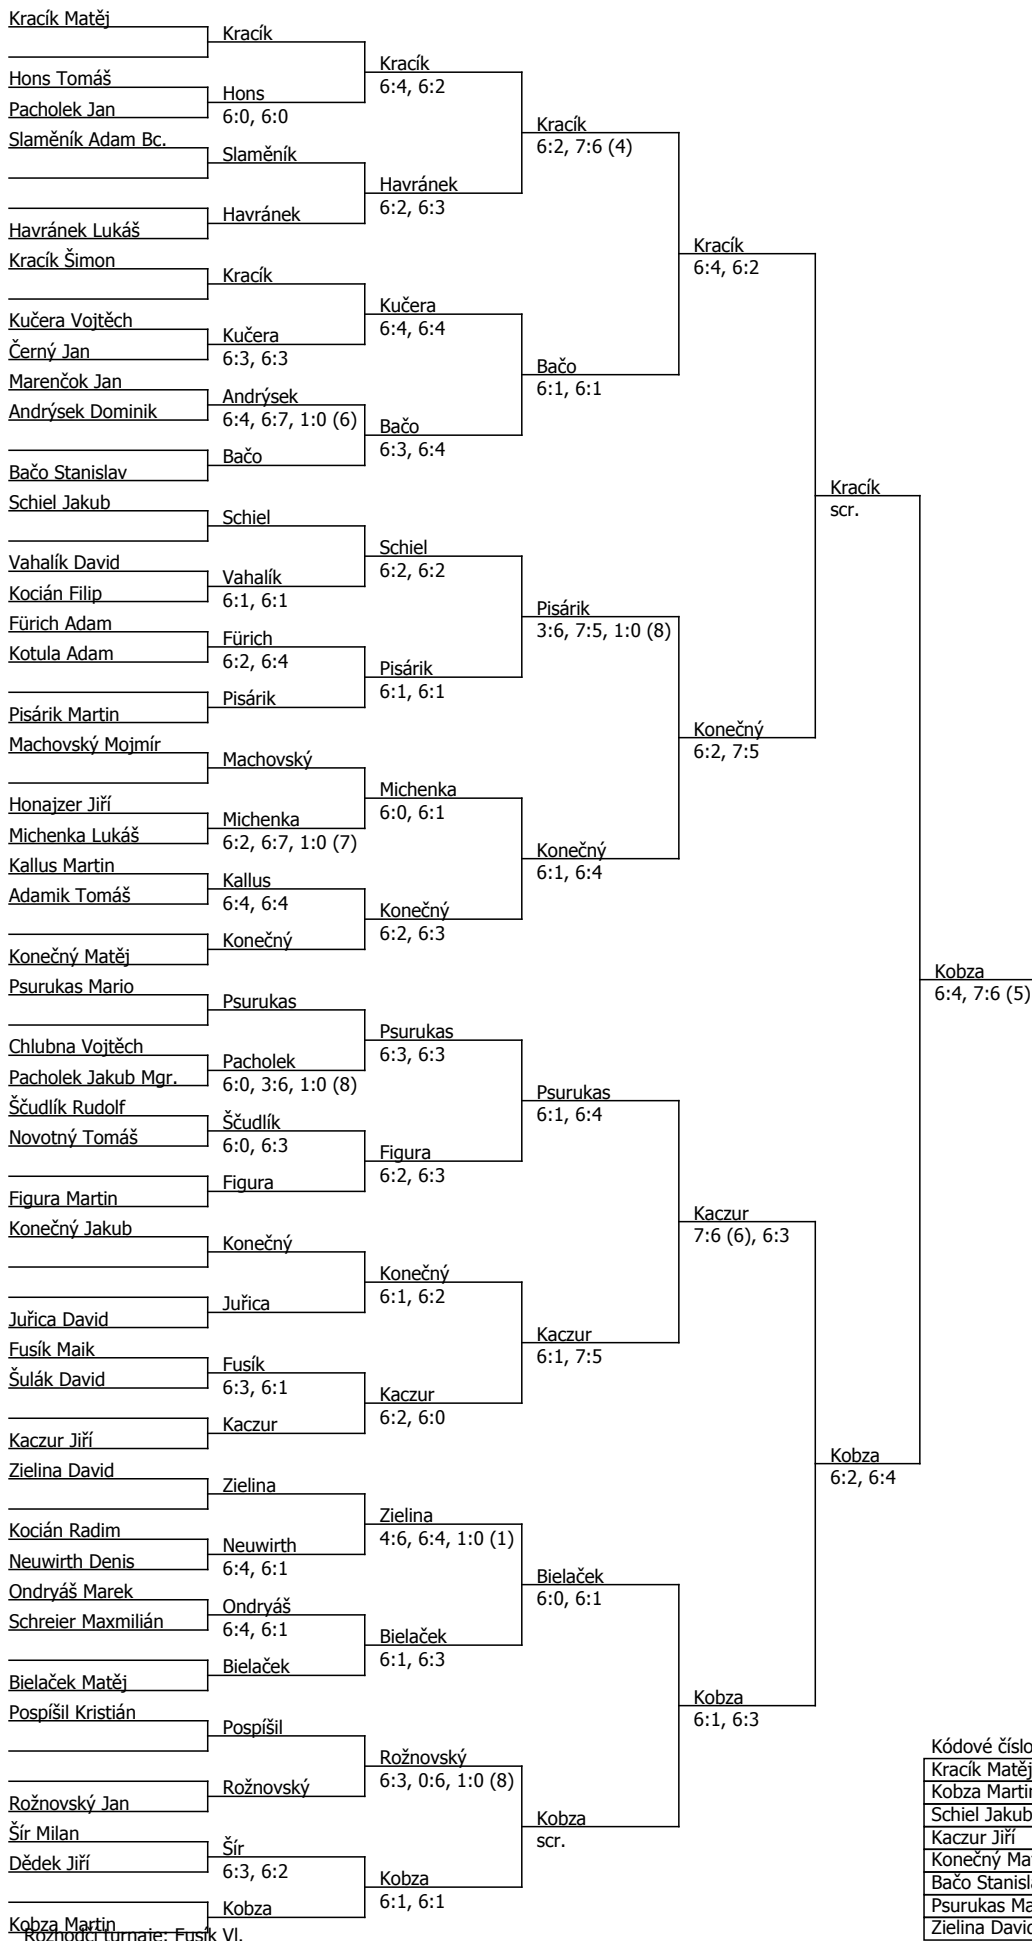 Kracík Matěj
Kracík
Kracík
6:4, 6:2
Hons Tomáš
Hons
Pacholek Jan
6:0, 6:0
Kracík
6:2, 7:6 (4)
Slaměník Adam Bc.
Slaměník
Havránek
6:2, 6:3
Havránek
Havránek Lukáš
Kracík
6:4, 6:2
Kracík Šimon
Kracík
Kučera
6:4, 6:4
Kučera Vojtěch
Kučera
Černý Jan
6:3, 6:3
Bačo
6:1, 6:1
Marenčok Jan
Andrýsek
Andrýsek Dominik
6:4, 6:7, 1:0 (6)
Bačo
6:3, 6:4
Bačo
Bačo Stanislav
Kracík
scr.
Schiel Jakub
Schiel
Schiel
6:2, 6:2
Vahalík David
Vahalík
Kocián Filip
6:1, 6:1
Pisárik
3:6, 7:5, 1:0 (8)
Fürich Adam
Fürich
Kotula Adam
6:2, 6:4
Pisárik
6:1, 6:1
Pisárik
Pisárik Martin
Konečný
6:2, 7:5
Machovský Mojmír
Machovský
Michenka
6:0, 6:1
Honajzer Jiří
Michenka
Michenka Lukáš
6:2, 6:7, 1:0 (7)
Konečný
6:1, 6:4
Kallus Martin
Kallus
Adamik Tomáš
6:4, 6:4
Konečný
6:2, 6:3
Konečný
Konečný Matěj
Kobza
6:4, 7:6 (5)
Psurukas Mario
Psurukas
Psurukas
6:3, 6:3
Chlubna Vojtěch
Pacholek
Pacholek Jakub Mgr.
6:0, 3:6, 1:0 (8)
Psurukas
6:1, 6:4
Ščudlík Rudolf
Ščudlík
Novotný Tomáš
6:0, 6:3
Figura
6:2, 6:3
Figura
Figura Martin
Kaczur
7:6 (6), 6:3
Konečný Jakub
Konečný
Konečný
6:1, 6:2
Juřica
Juřica David
Kaczur
6:1, 7:5
Fusík Maik
Fusík
Šulák David
6:3, 6:1
Kaczur
6:2, 6:0
Kaczur
Kaczur Jiří
Kobza
6:2, 6:4
Zielina David
Zielina
Zielina
4:6, 6:4, 1:0 (1)
Kocián Radim
Neuwirth
Neuwirth Denis
6:4, 6:1
Bielaček
6:0, 6:1
Ondryáš Marek
Ondryáš
Schreier Maxmilián
6:4, 6:1
Bielaček
6:1, 6:3
Bielaček
Bielaček Matěj
Kobza
6:1, 6:3
Pospíšil Kristián
Pospíšil
Rožnovský
6:3, 0:6, 1:0 (8)
Rožnovský
Rožnovský Jan
Kobza
scr.
Šír Milan
Šír
Dědek Jiří
6:3, 6:2
Kobza
6:1, 6:1
Kobza
Kobza Martin
Rozhodčí turnaje: Fusík Vl.
Kódové číslo
Kracík Matěj
Kobza Martin
Schiel Jakub
Kaczur Jiří
Konečný Ma
Bačo Stanisl
Psurukas Ma
Zielina David